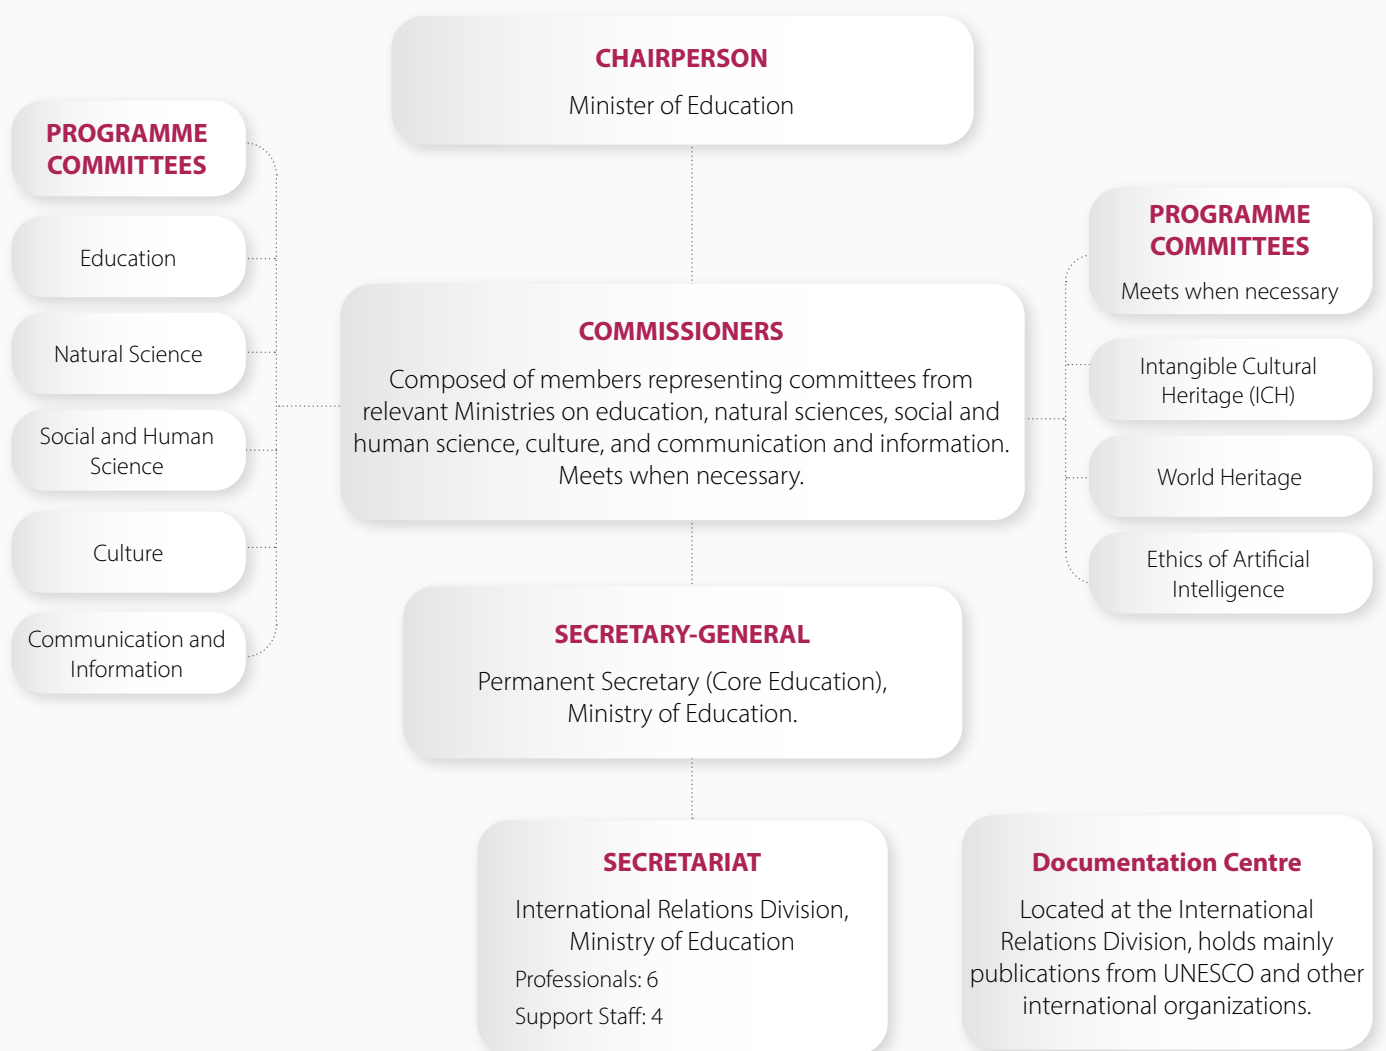 CHAIRPERSON
Minister of Education
PROGRAMME
COMMITTEES
Education
Natural Science
Social and Human
Science
Culture
Communication and
Information
COMMISSIONERS
Composed of members representing committees from
relevant Ministries on education, natural sciences, social and
human science, culture, and communication and information.
Meets when necessary.
PROGRAMME
COMMITTEES
Meets when necessary
Intangible Cultural
Heritage (ICH)
World Heritage
Ethics of Artificial
Intelligence
SECRETARY-GENERAL
Permanent Secretary (Core Education),
Ministry of Education.
SECRETARIAT
International Relations Division,
Ministry of Education
Professionals: 6
Support Staff: 4
Documentation Centre
Located at the International
Relations Division, holds mainly
publications from UNESCO and other
international organizations.